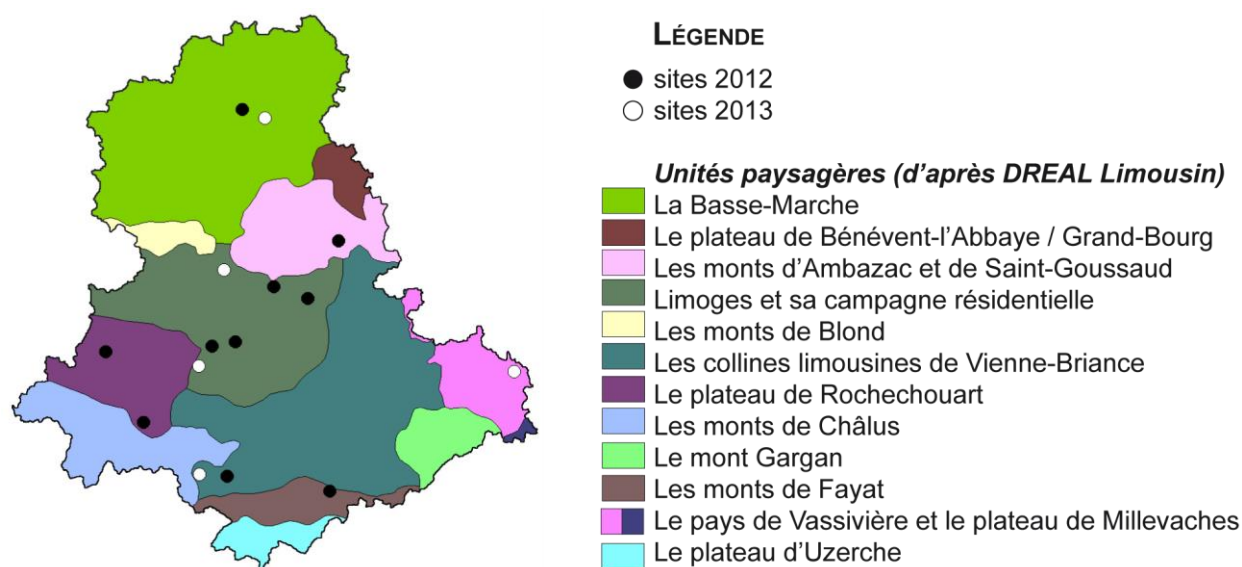 LÉGENDE
sites 2012
sites 2013
Unités paysagères (d'après DREAL Limousin)
La Basse-Marche
Le plateau de Bénévent-l'Abbaye / Grand-Bourg
Les monts d'Ambazac et de Saint-Goussaud
Limoges et sa campagne résidentielle
Les monts de Blond
Les collines limousines de Vienne-Briance
Le plateau de Rochechouart
Les monts de Châlus
Le mont Gargan
Les monts de Fayat
Le pays de Vassivière et le plateau de Millevaches
Le plateau d'Uzerche